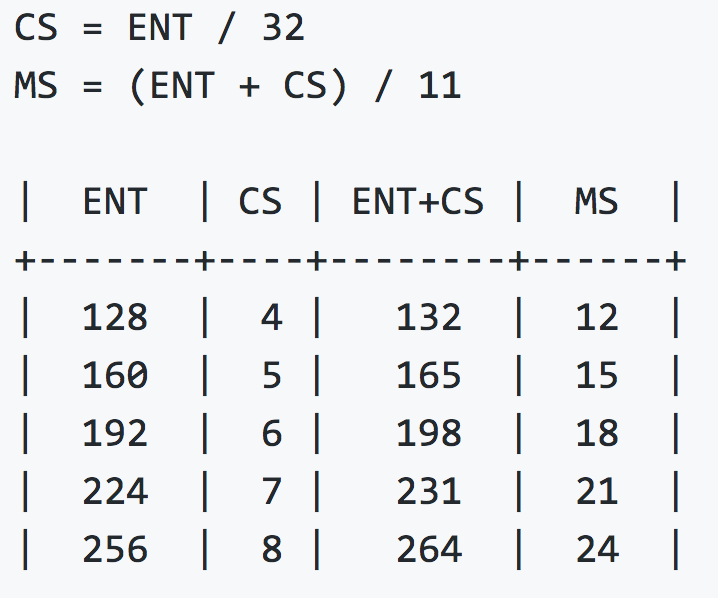 CS = ENT / 32
MS = (ENT + CS) / 11
|  ENT  | CS | ENT+CS |  MS  |
+-------+----+--------+------+
|  128  |  4 |   132  |  12  |
|  160  |  5 |   165  |  15  |
|  192  |  6 |   198  |  18  |
|  224  |  7 |   231  |  21  |
|  256  |  8 |   264  |  24  |